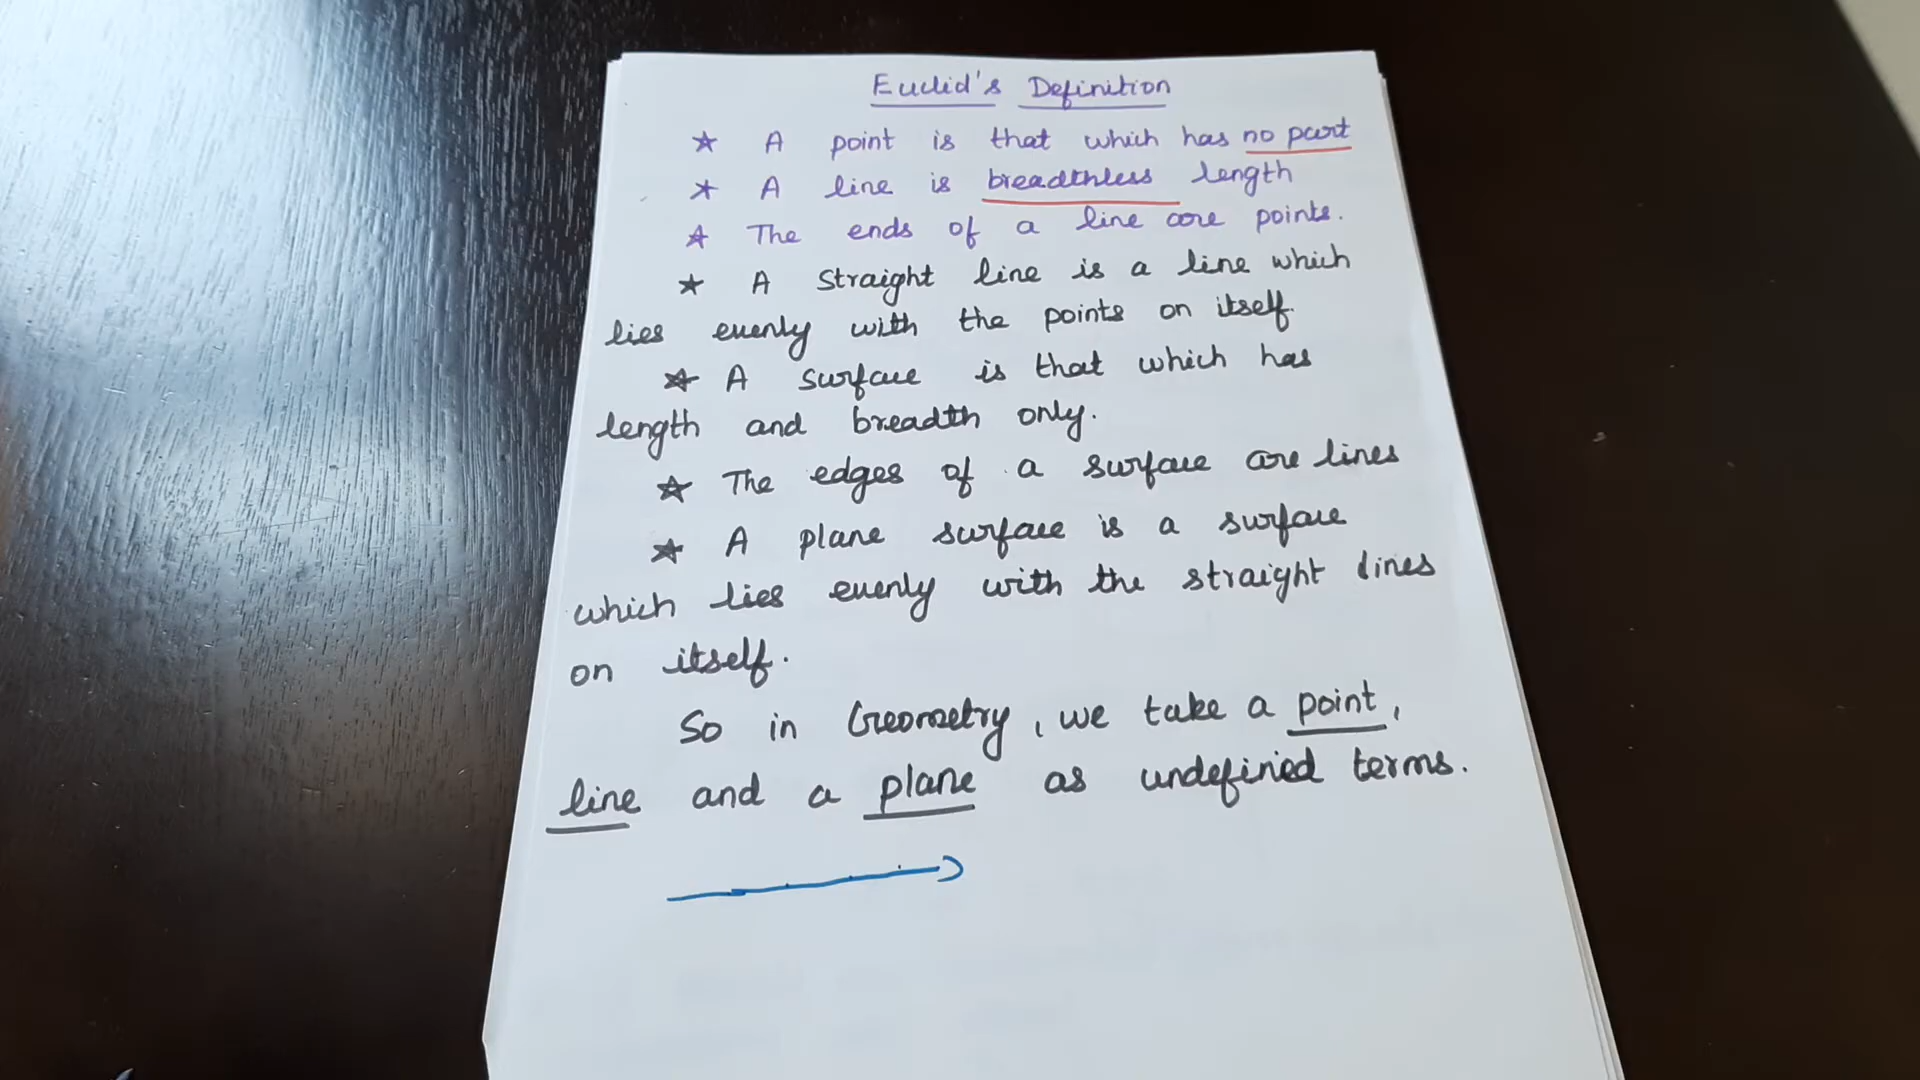 Euclid's Definition
☆ A point is that which has no part
☆ A line is breadthless length
☆ The ends of a line are points.
☆ A straight line is a line which
lies evenly with the points on itself.
☆ A surface is that which has
length and breadth only.
☆ The edges of a surface are lines
☆ A plane surface is a surface
which lies evenly with the straight lines
on itself.
So in Geometry, we take a point,
line and a plane as undefined terms.